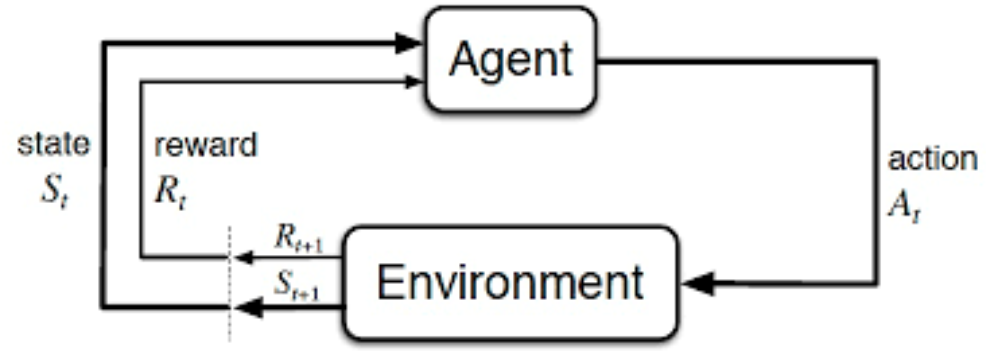 Agent
state
S_t
reward
R_t
action
A_t
R_{t+1}
S_{t+1}
Environment